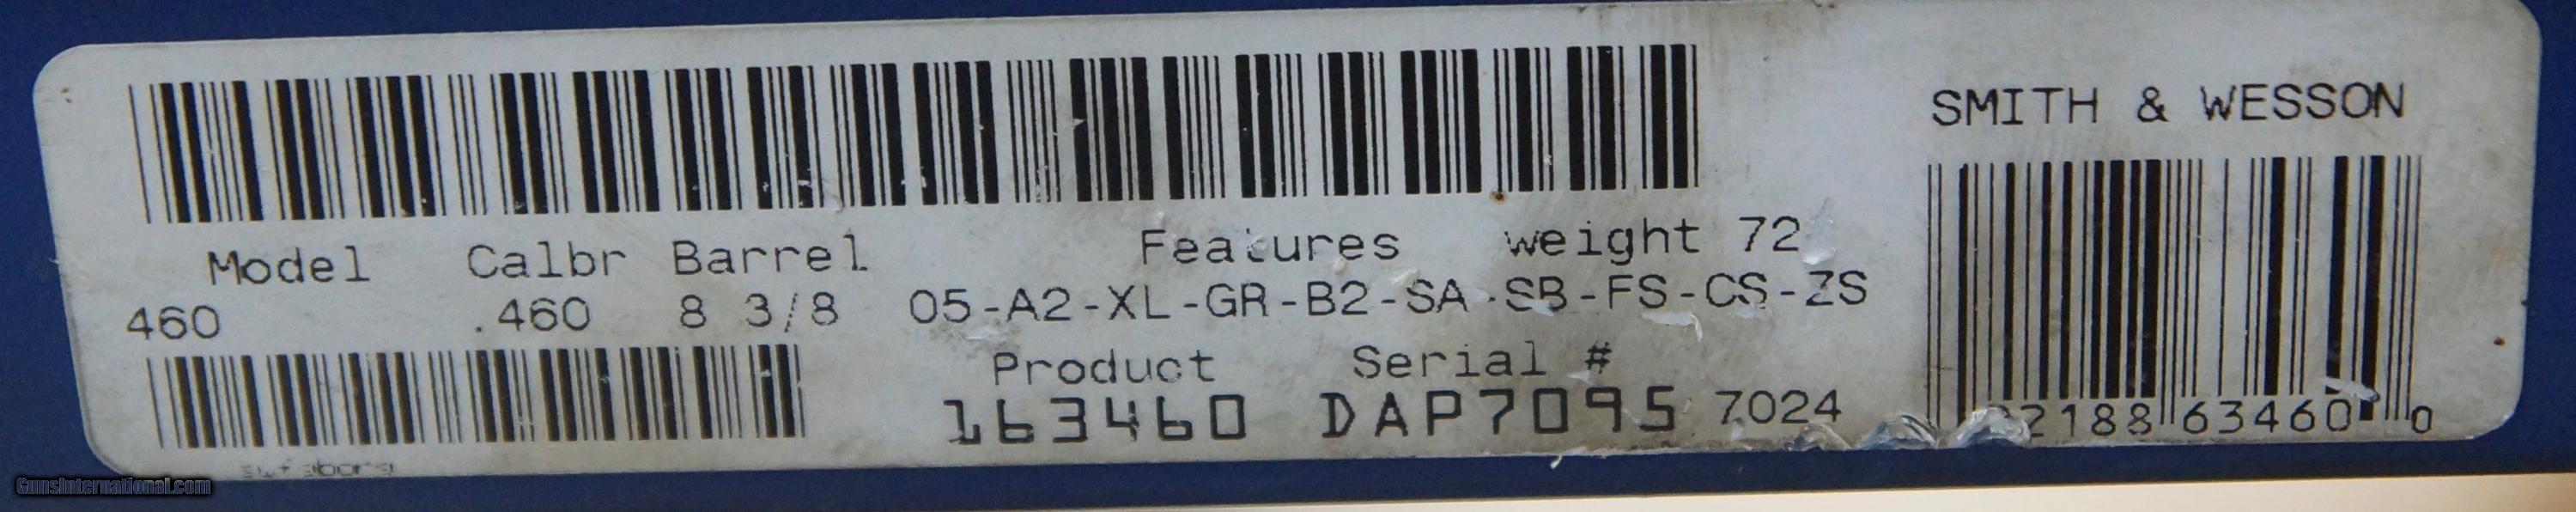 SMITH & WESSON
Model Calbr Barrel Features weight 72
460 .460 8 3/8 05-A2-XL-GR-B2-SA-SB-FS-CS-ZS
Product Serial #
163460 DAP7095 7024
2188 63460 0
GunsInternational.com